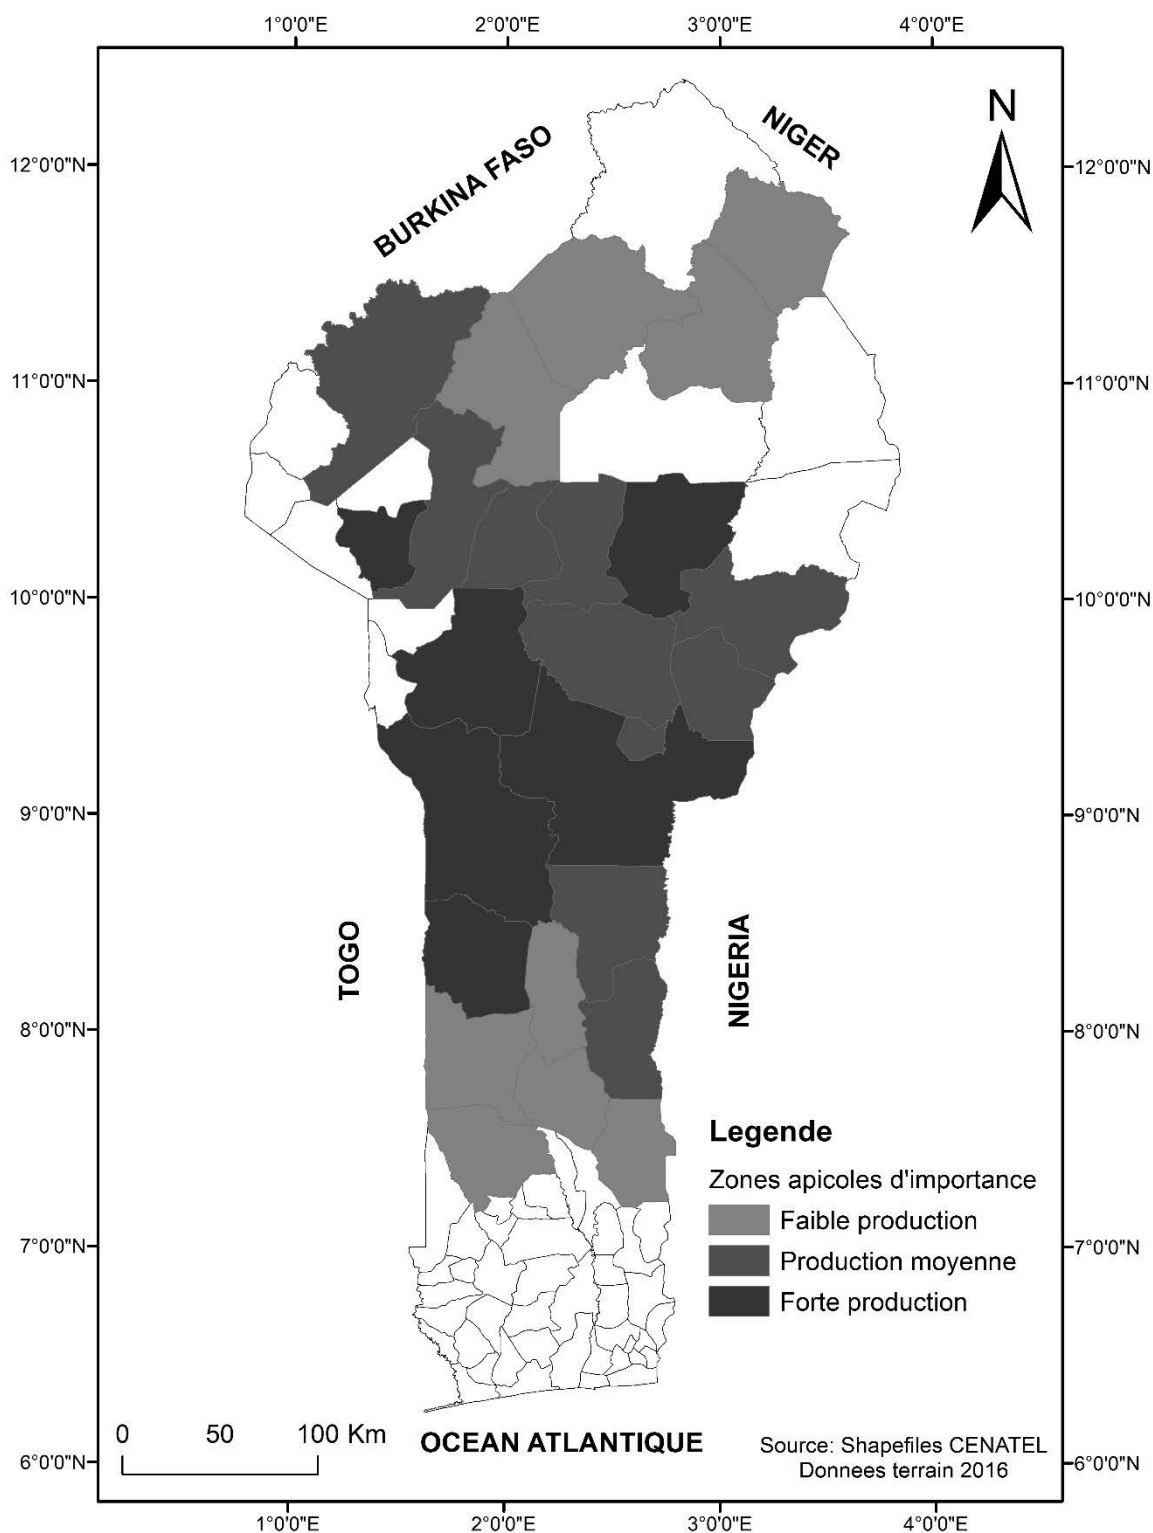 1°0'0"E 2°0'0"E 3°0'0"E 4°0'0"E
N
NIGER
BURKINA FASO
12°0'0"N 12°0'0"N
11°0'0"N 11°0'0"N
10°0'0"N 10°0'0"N
9°0'0"N 9°0'0"N
TOGO
NIGERIA
8°0'0"N 8°0'0"N
Legende
Zones apicoles d'importance
Faible production
Production moyenne
Forte production
7°0'0"N 7°0'0"N
0 50 100 Km
OCEAN ATLANTIQUE
Source: Shapefiles CENATEL
Donnees terrain 2016
6°0'0"N 6°0'0"N
1°0'0"E 2°0'0"E 3°0'0"E 4°0'0"E